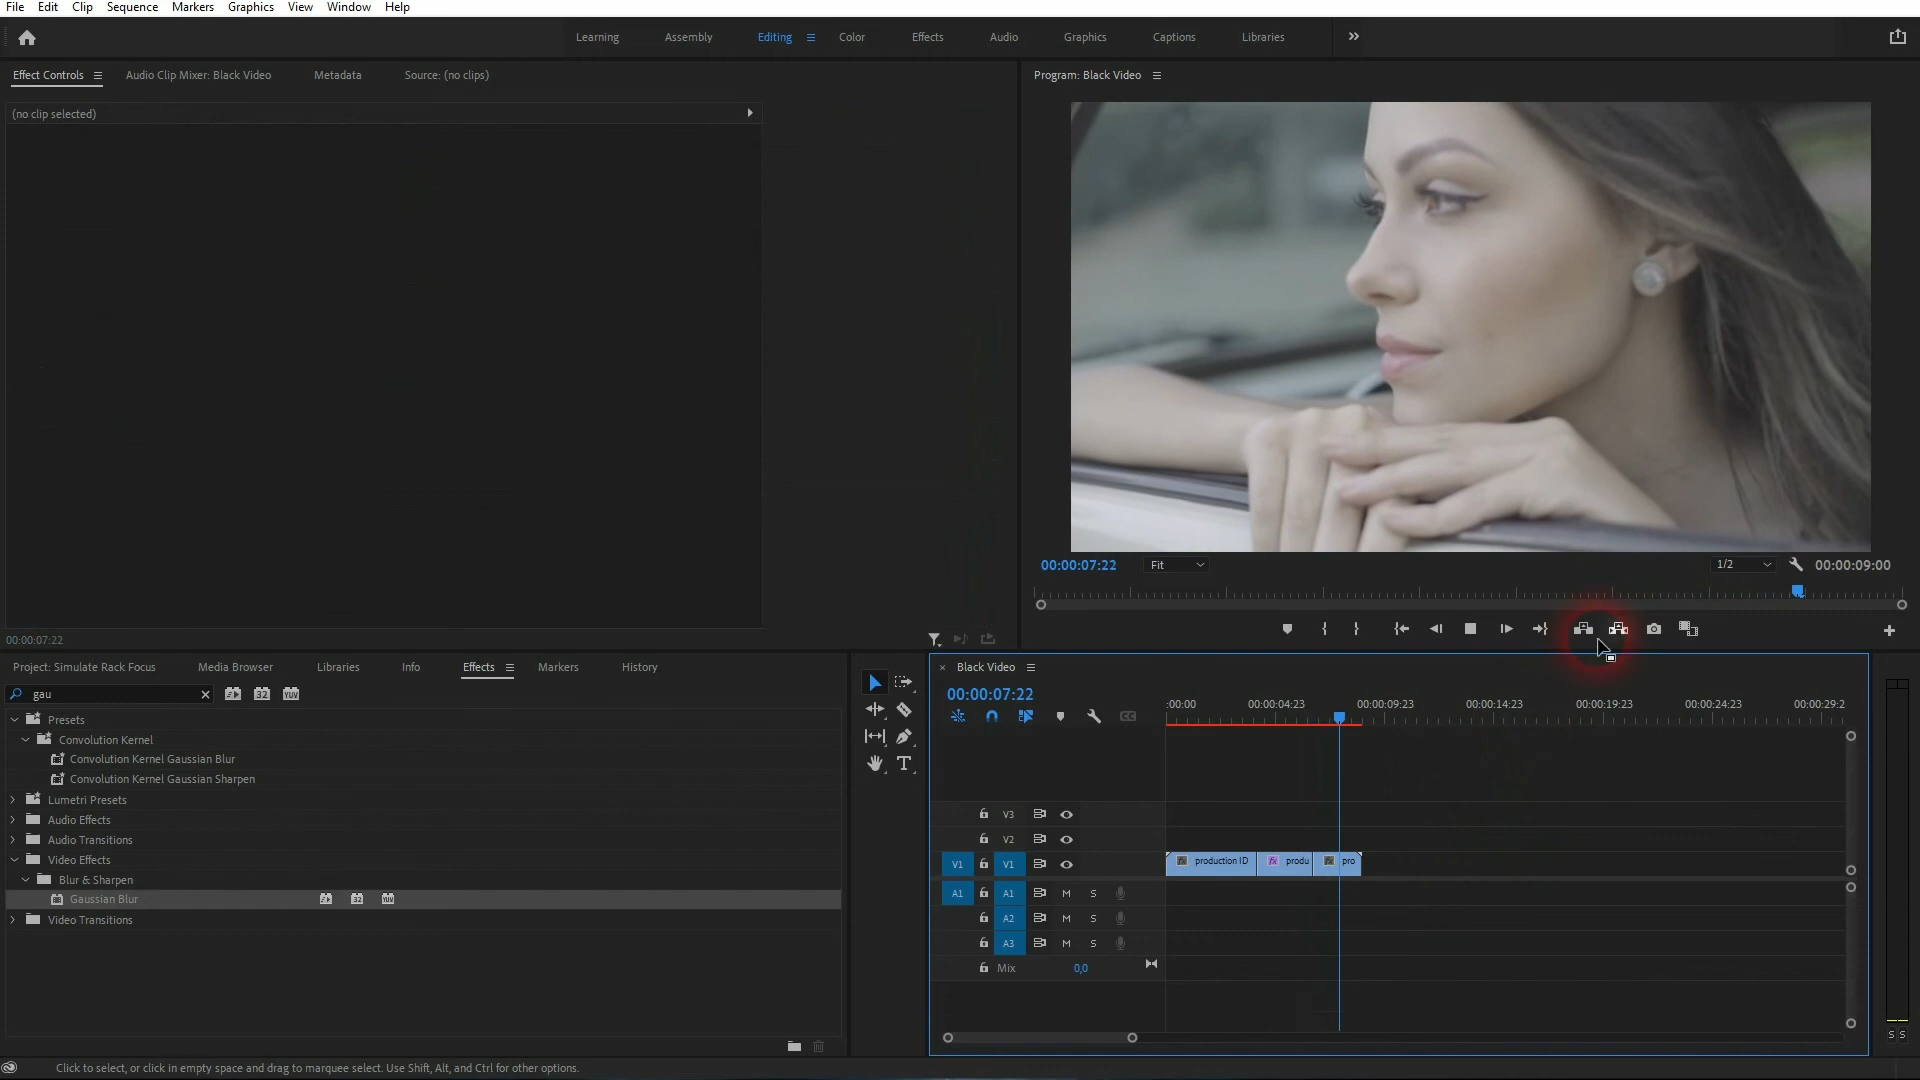 File Edit Clip Sequence Markers Graphics View Window Help
Learning Assembly Editing Color Effects Audio Graphics Captions Libraries
Effect Controls Audio Clip Mixer: Black Video Metadata Source: (no clips)
Program: Black Video
(no clip selected)
00:00:07:22 Fit 1/2 00:00:09:00
00:00:07:22
Project: Simulate Rack Focus Media Browser Libraries Info Effects Markers History
gau
Presets
Convolution Kernel
Convolution Kernel Gaussian Blur
Convolution Kernel Gaussian Sharpen
Lumetri Presets
Audio Effects
Audio Transitions
Video Effects
Blur & Sharpen
Gaussian Blur 32 YUV
Video Transitions
× Black Video
00:00:07:22
:00:00 00:00:04:23 00:00:09:23 00:00:14:23 00:00:19:23 00:00:24:23 00:00:29:2
V3
V2
V1 V1 production ID produ pro
A1 A1 M S
A2 M S
A3 M S
Mix 0,0
S S
Click to select, or click in empty space and drag to marquee select. Use Shift, Alt, and Ctrl for other options.